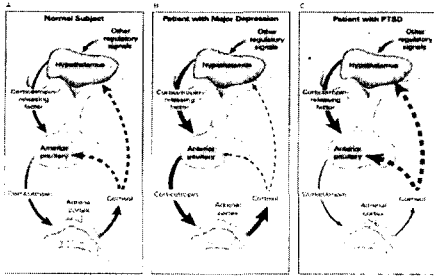 A
Normal Subject
Other
regulatory
signals
Hypothalamus
Corticotropin-
releasing
factor
Anterior
pituitary
Corticotropin
Cortisol
Adrenal
cortex
B
Patient with Major Depression
Other
regulatory
signals
Hypothalamus
Corticotropin-
releasing
factor
Anterior
pituitary
Corticotropin
Cortisol
Adrenal
cortex
C
Patient with PTSD
Other
regulatory
signals
Hypothalamus
Corticotropin-
releasing
factor
Anterior
pituitary
Corticotropin
Cortisol
Adrenal
cortex